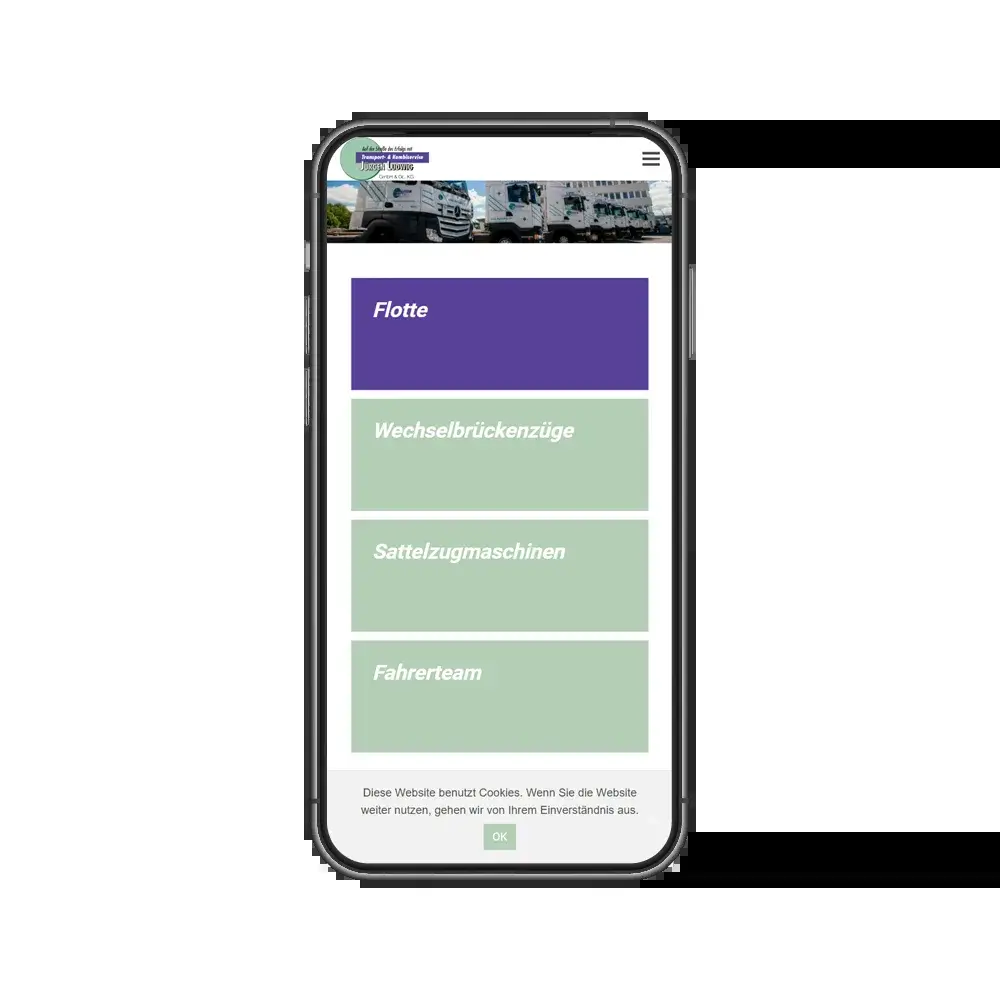 Auf der Straße des Erfolgs mit
Transport- & Kombiservice
JÜRGEN LUDWIG
GmbH & Co. KG
Flotte
Wechselbrückenzüge
Sattelzugmaschinen
Fahrerteam
Diese Website benutzt Cookies. Wenn Sie die Website
weiter nutzen, gehen wir von Ihrem Einverständnis aus.
OK